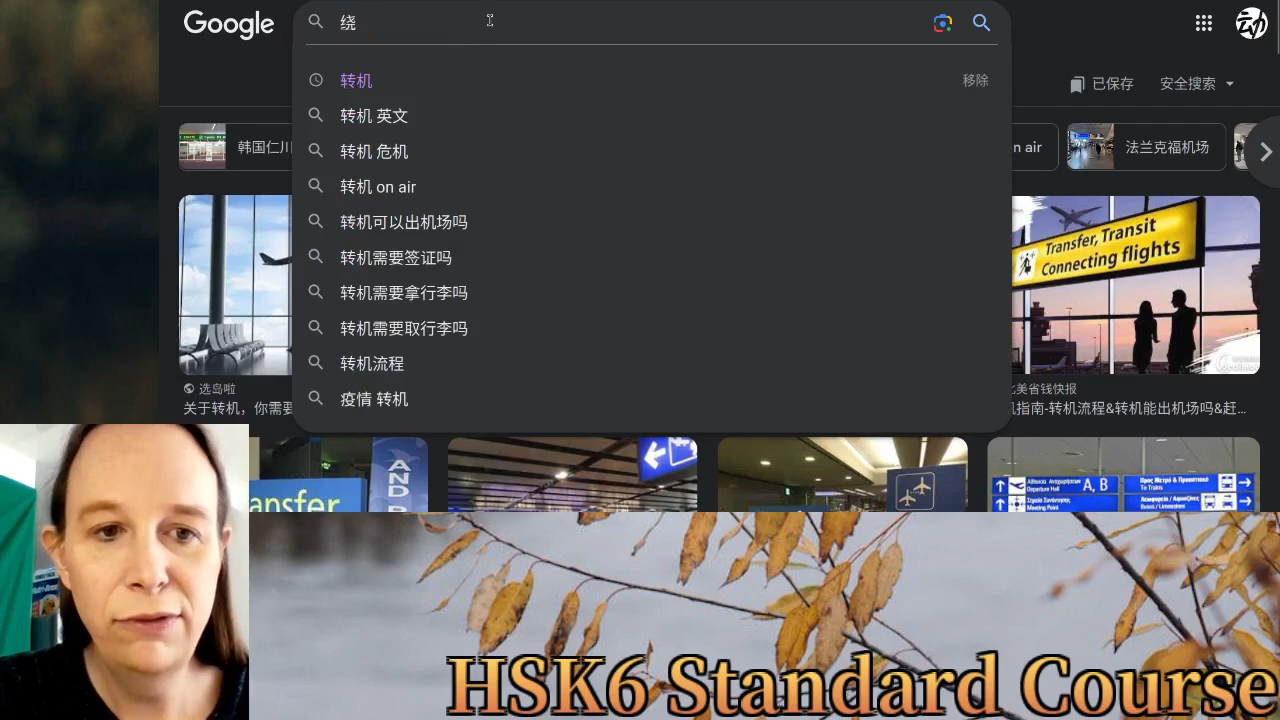 Google
绕
转机
移除
转机 英文
转机 危机
转机 on air
转机可以出机场吗
转机需要签证吗
转机需要拿行李吗
转机需要取行李吗
转机流程
疫情 转机
已保存
安全搜索
韩国仁川
n air
法兰克福机场
Transfer, Transit
Connecting flights
选岛啦
关于转机，你需要
美省钱快报
机指南-转机流程&转机能出机场吗&赶...
ansfer
AND
A, B
HSK6 Standard Course